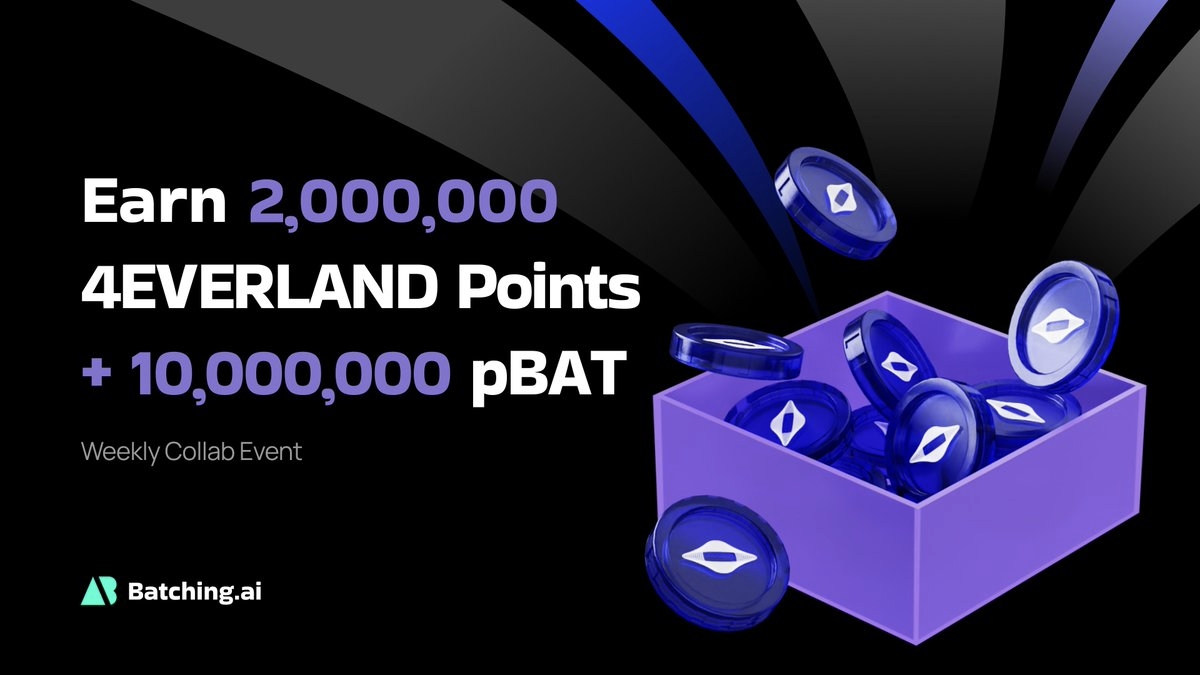 Earn 2,000,000
4EVERLAND Points
+ 10,000,000 pBAT
Weekly Collab Event
Batching.ai